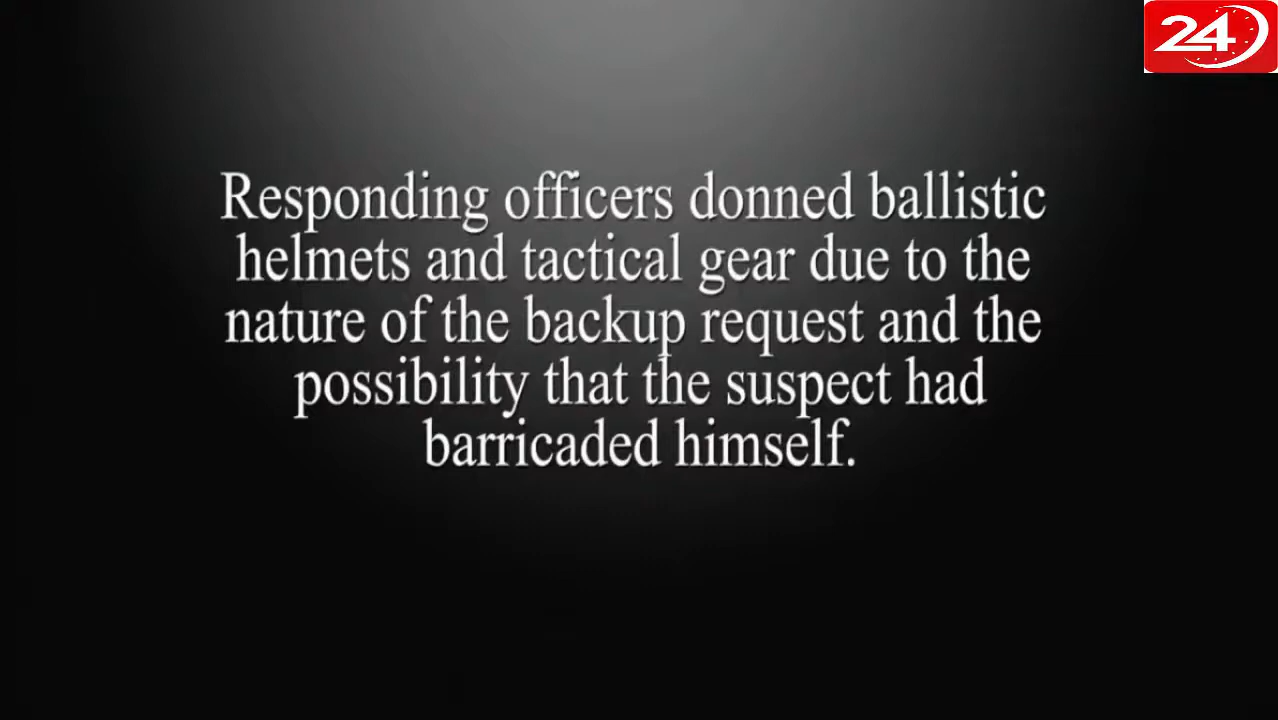 24
Responding officers donned ballistic
helmets and tactical gear due to the
nature of the backup request and the
possibility that the suspect had
barricaded himself.